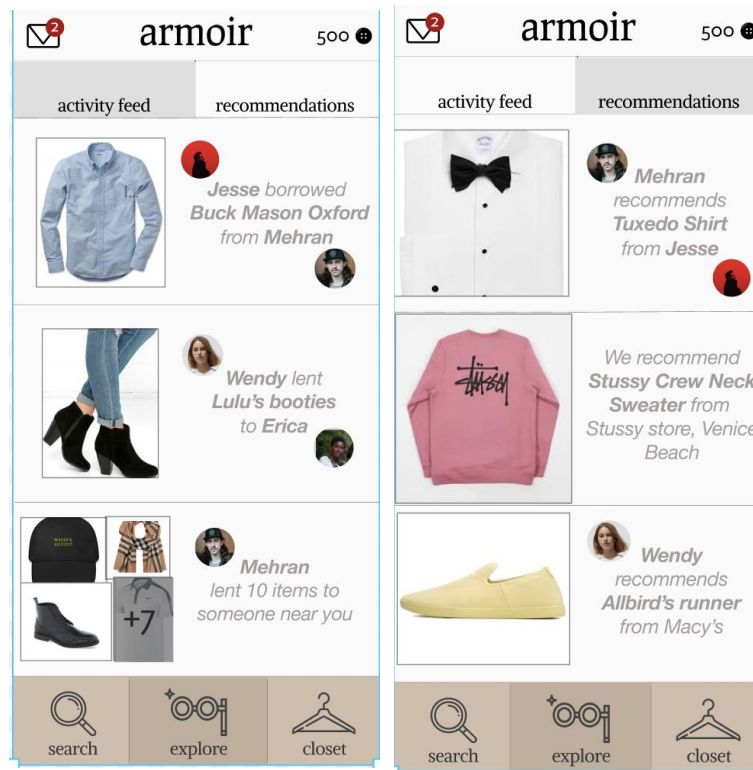 2
armoir
500
activity feed
recommendations
Jesse borrowed
Buck Mason Oxford
from Mehran
Wendy lent
Lulu's booties
to Erica
WHAT'S
GUCCI?
+7
Mehran
lent 10 items to
someone near you
search
explore
closet
2
armoir
500
activity feed
recommendations
Mehran
recommends
Tuxedo Shirt
from Jesse
STÜSSY
We recommend
Stussy Crew Neck
Sweater from
Stussy store, Venice
Beach
Wendy
recommends
Allbird's runner
from Macy's
search
explore
closet